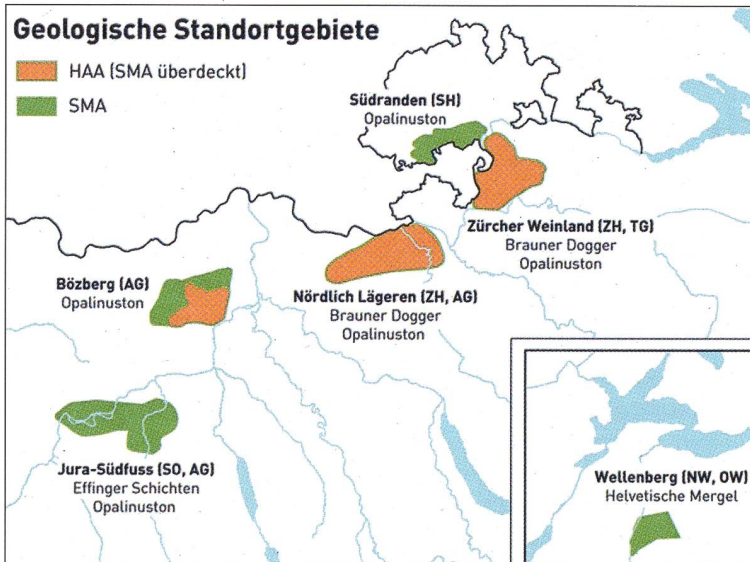 Geologische Standortgebiete
HAA (SMA überdeckt)
SMA
Südranden (SH)
Opalinuston
Zürcher Weinland (ZH, TG)
Brauner Dogger
Opalinuston
Bözberg (AG)
Opalinuston
Nördlich Lägeren (ZH, AG)
Brauner Dogger
Opalinuston
Jura-Südfuss (SO, AG)
Effinger Schichten
Opalinuston
Wellenberg (NW, OW)
Helvetische Mergel